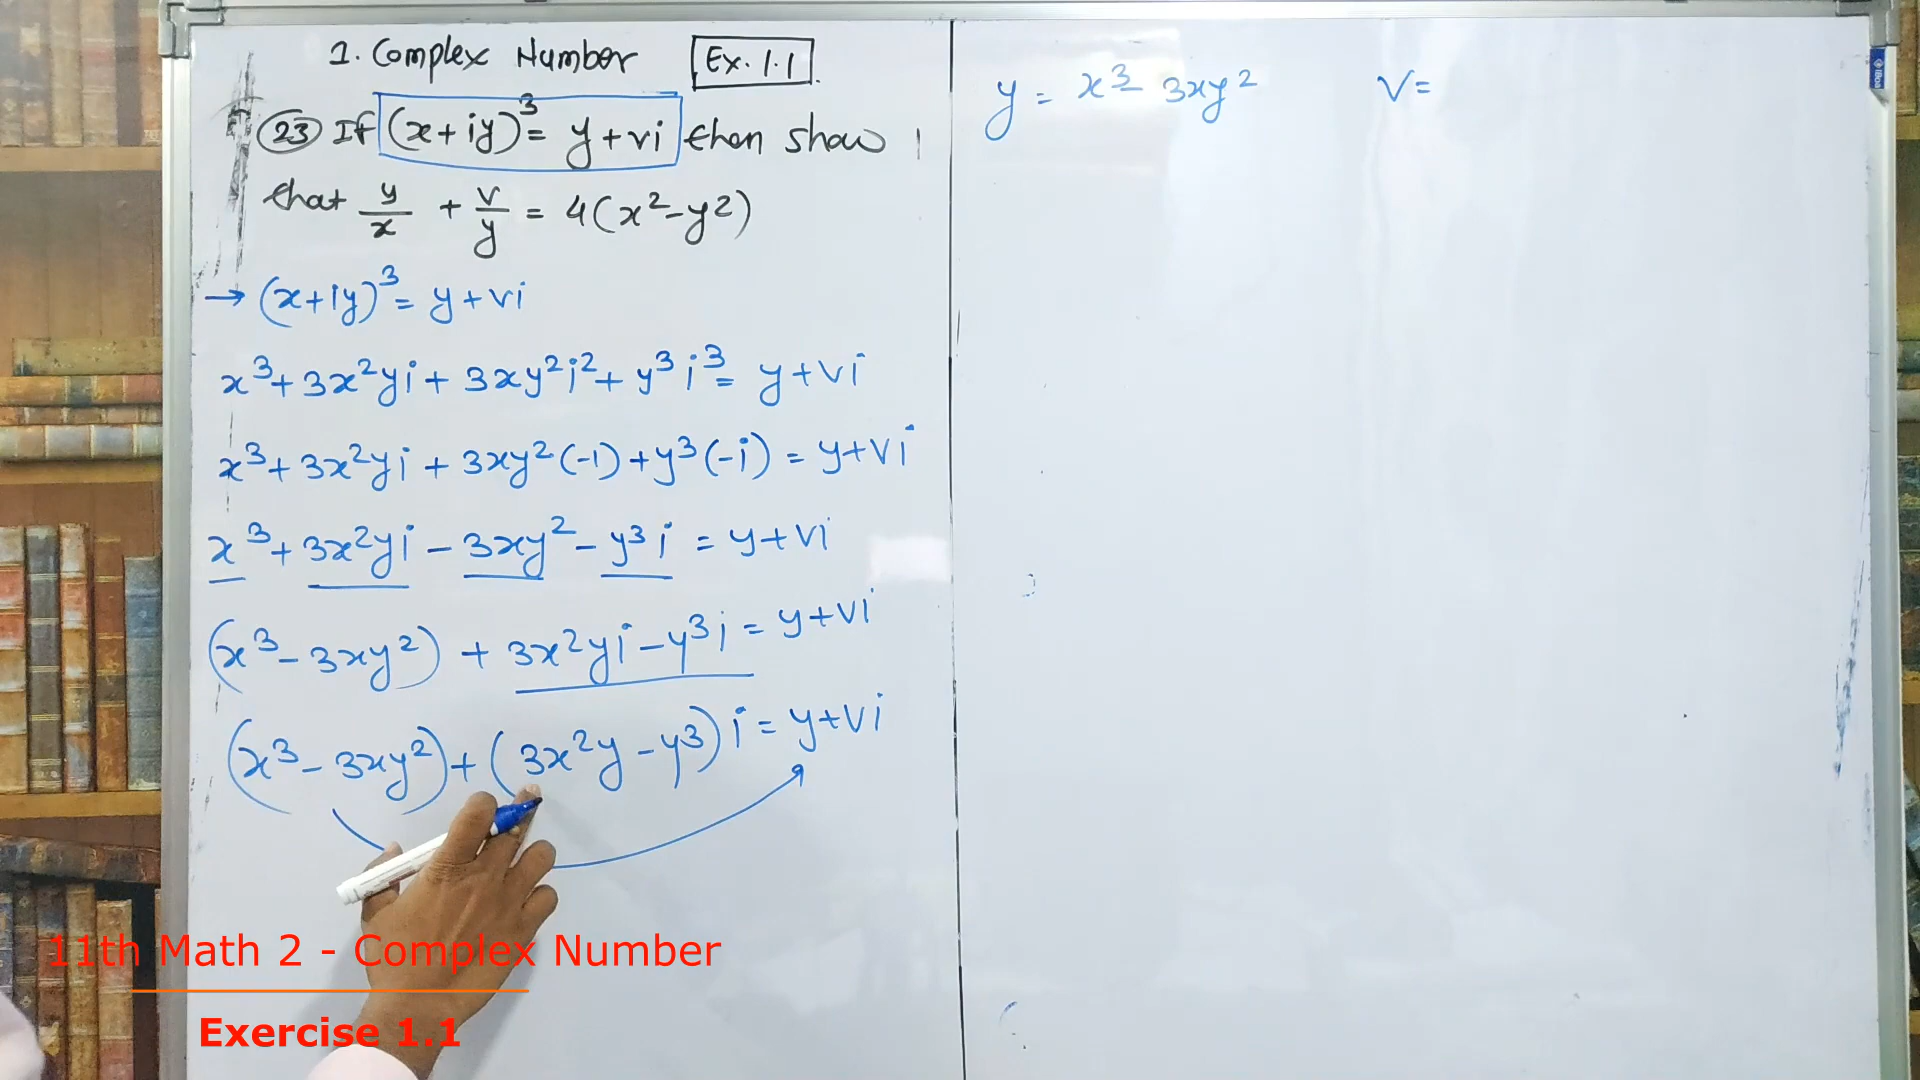 1. Complex Number Ex. 1.1
(23) If (x+iy)³ = y+vi then show
that y/x + v/y = 4(x²-y²)
→ (x+iy)³ = y+vi
x³+3x²yi+3xy²i²+y³i³ = y+vi
x³+3x²yi+3xy²(-1)+y³(-i) = y+vi
x³+3x²yi-3xy²-y³i = y+vi
(x³-3xy²) + 3x²yi-y³i = y+vi
(x³-3xy²)+(3x²y-y³)i = y+vi
y = x³-3xy² v=
11th Math 2 - Complex Number
Exercise 1.1